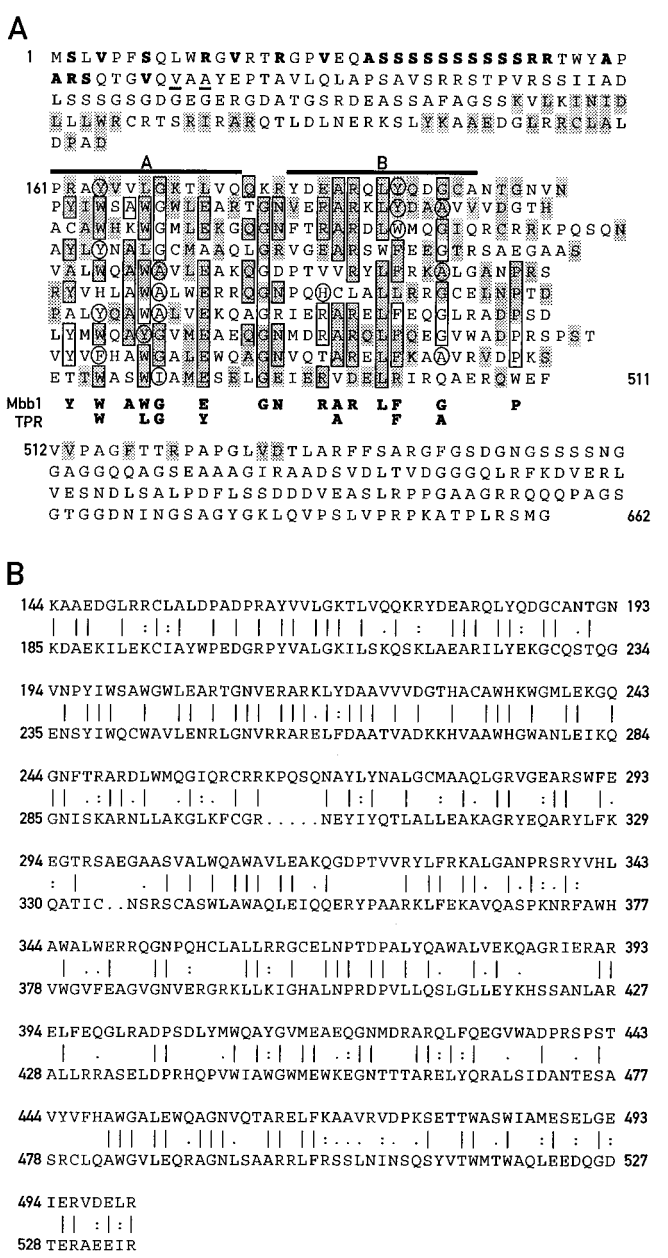 A
1 MSLVPFSQLWRGVRTRGPVEQASSSSSSSSSSSRRTWYAP
ARSQTGVQVAAYEPTAVLQLAPSAVSRRSTPVRSSIIAD
LSSSGSGDGEGERGDATGSRDEASSAFAGSSKVLKINID
LLLWRCRTSRIRARQTLDLNERKSLYKAAEDGLRRCLAL
DPAD
A B
161 PRAYVVLGKTLVQQKRYDEARQLYQDGCANTGNVN
PYIWSAWGWLEARTGNVERARKLYDAAVVVDGTH
ACAWHKWGMLEKGQGNFTRARDLWMQGIQRCRRKPQSQN
AYLYNALGCMAAQLGRVGEARSWFEEGTRSAEGAAS
VALWQAWAVLEAKQGDPTVVRYLFRKALGANPRS
RYVHLAWALWERRQGNPQHCLALLRRGCELNPTD
PALYQAWALVEKQAGRIERARELFEQGLRADPSD
LYMWQAYGVMEAEQGNMDRARQLFQEGVWADPRSPST
VYVFHAWGALEWQAGNVQTARELFKAAVRVDPKS
ETTWASWIAMESELGEIERVDELRIRQAERQWEF 511
Mbb1 Y W AWG E GN RAR LF G P
TPR W LG Y A F A
512 VVPAGFTTRPAPGLVDTLARFFSARGFGSDGNGSSSSNG
GAGGQQAGSEAAAGIRAADSVDLTVDGGGQLRFKDVERL
VESNDLSALPDFLSSDDDVEASLRPPGAAGRRQQQPAGS
GTGGDNINGSAGYGKLQVPSLVPRPKATPLRSMG 662
B
144 KAAEDGLRRCLALDPADPRAYVVLGKTLVQQKRYDEARQLYQDGCANTGN 193
185 KDAEKILEKCIAYWPEDGRPYVALGKILSKQSKLAEARILYEKGCQSTQG 234
194 VNPYIWSAWGWLEARTGNVERARKLYDAAVVVDGTHACAWHKWGMLEKGQ 243
235 ENSYIWQCWAVLENRLGNVRRARELFDAATVADKKHVAAWHGWANLEIKQ 284
244 GNFTRARDLWMQGIQRCRRKPQSQNAYLYNALGCMAAQLGRVGEARSWFE 293
285 GNISKARNLLAKGLKFCGR.....NEYIYQTLALLEAKAGRYEQARYLFK 329
294 EGTRSAEGAASVALWQAWAVLEAKQGDPTVVRYLFRKALGANPRSRYVHL 343
330 QATIC..NSRSCASWLAWAQLEIQQERYPAARKLFEKAVQASPKNRFAWH 377
344 AWALWERRQGNPQHCLALLRRGCELNPTDPALYQAWALVEKQAGRIERAR 393
378 VWGVFEAGVGNVERGRKLLKIGHALNPRDPVLLQSLGLLEYKHSSANLAR 427
394 ELFEQGLRADPSDLYMWQAYGVMEAEQGNMDRARQLFQEGVWADPRSPST 443
428 ALLRRASELDPRHQPVWIAWGWMEWKEGNTTTARELYQRALSIDANTESA 477
444 VYVFHAWGALEWQAGNVQTARELFKAAVRVDPKSETTWASWIAMESELGE 493
478 SRCLQAWGVLEQRAGNLSAARRLFRSSLNINSQSYVTWMTWAQLEEDQGD 527
494 IERVDELR
528 TERAEEIR